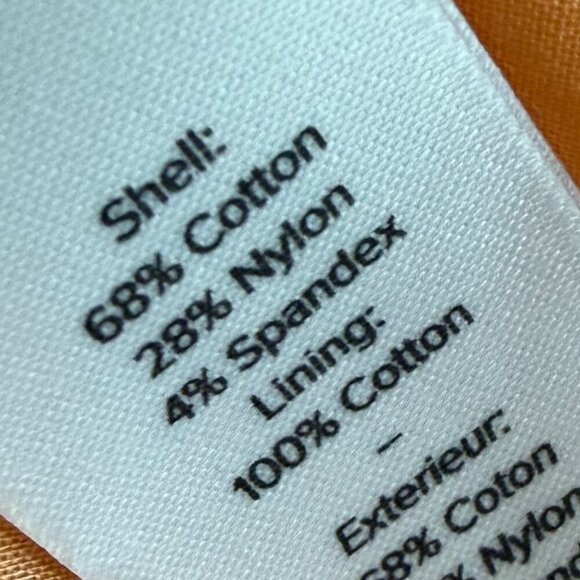 Shell:
68% Cotton
28% Nylon
4% Spandex
Lining:
100% Cotton
–
Exterieur:
68% Coton
% Nylon